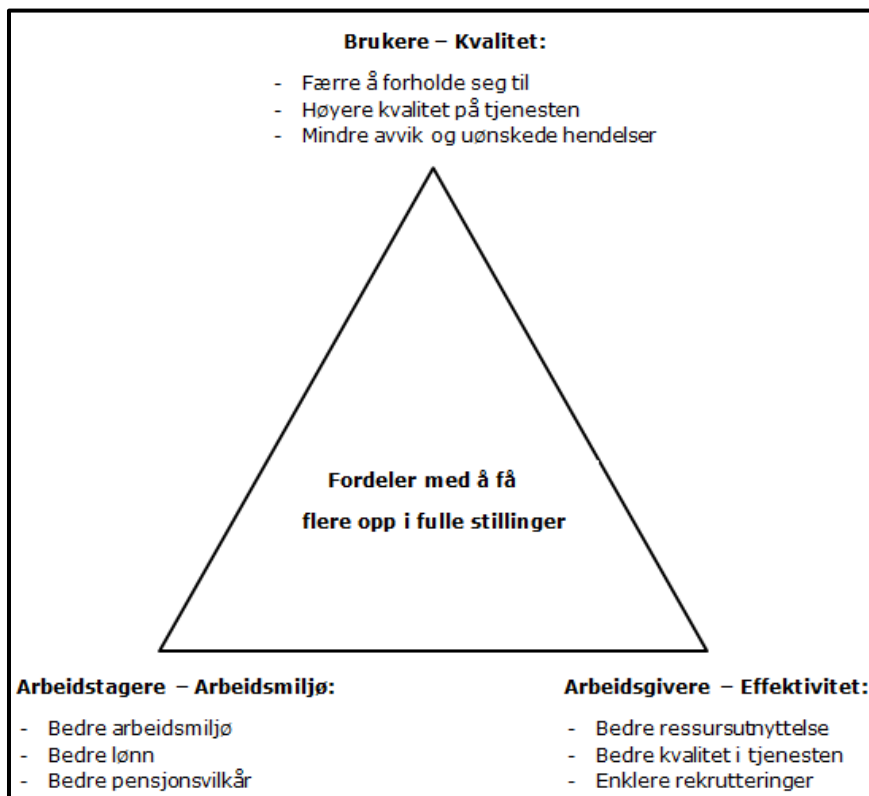 Brukere – Kvalitet:
- Færre å forholde seg til
- Høyere kvalitet på tjenesten
- Mindre avvik og uønskede hendelser
Fordeler med å få
flere opp i fulle stillinger
Arbeidstagere – Arbeidsmiljø:
- Bedre arbeidsmiljø
- Bedre lønn
- Bedre pensjonsvilkår
Arbeidsgivere – Effektivitet:
- Bedre ressursutnyttelse
- Bedre kvalitet i tjenesten
- Enklere rekrutteringer